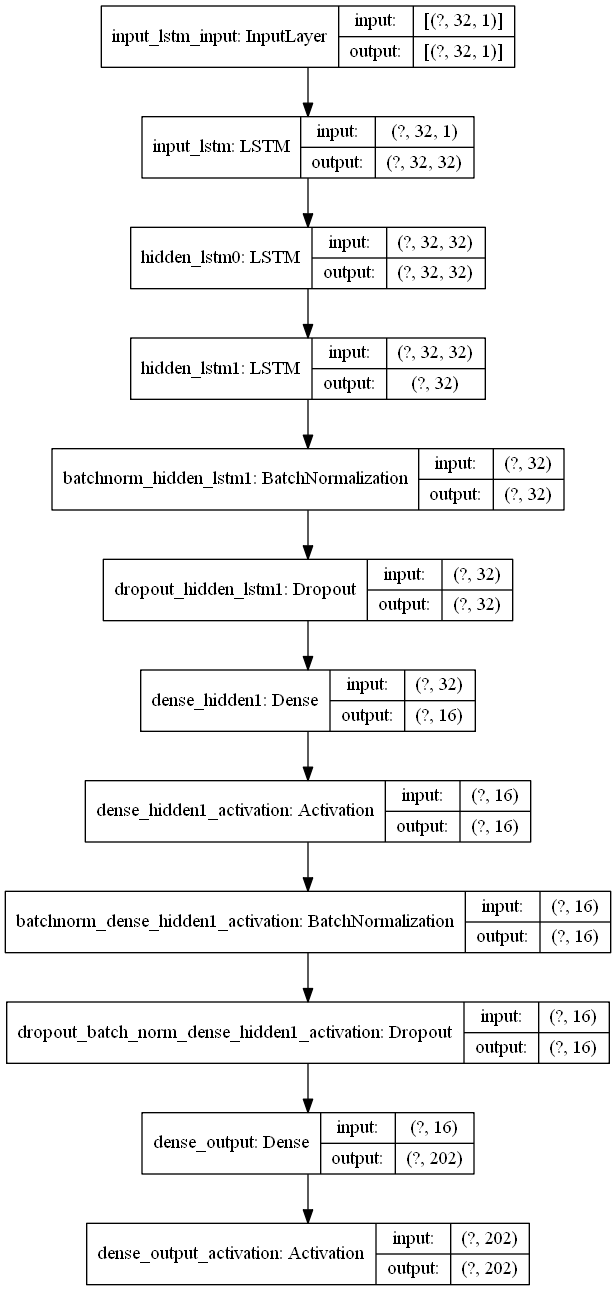 input_lstm_input: InputLayer
input: [(?, 32, 1)]
output: [(?, 32, 1)]
input_lstm: LSTM
input: (?, 32, 1)
output: (?, 32, 32)
hidden_lstm0: LSTM
input: (?, 32, 32)
output: (?, 32, 32)
hidden_lstm1: LSTM
input: (?, 32, 32)
output: (?, 32)
batchnorm_hidden_lstm1: BatchNormalization
input: (?, 32)
output: (?, 32)
dropout_hidden_lstm1: Dropout
input: (?, 32)
output: (?, 32)
dense_hidden1: Dense
input: (?, 32)
output: (?, 16)
dense_hidden1_activation: Activation
input: (?, 16)
output: (?, 16)
batchnorm_dense_hidden1_activation: BatchNormalization
input: (?, 16)
output: (?, 16)
dropout_batch_norm_dense_hidden1_activation: Dropout
input: (?, 16)
output: (?, 16)
dense_output: Dense
input: (?, 16)
output: (?, 202)
dense_output_activation: Activation
input: (?, 202)
output: (?, 202)